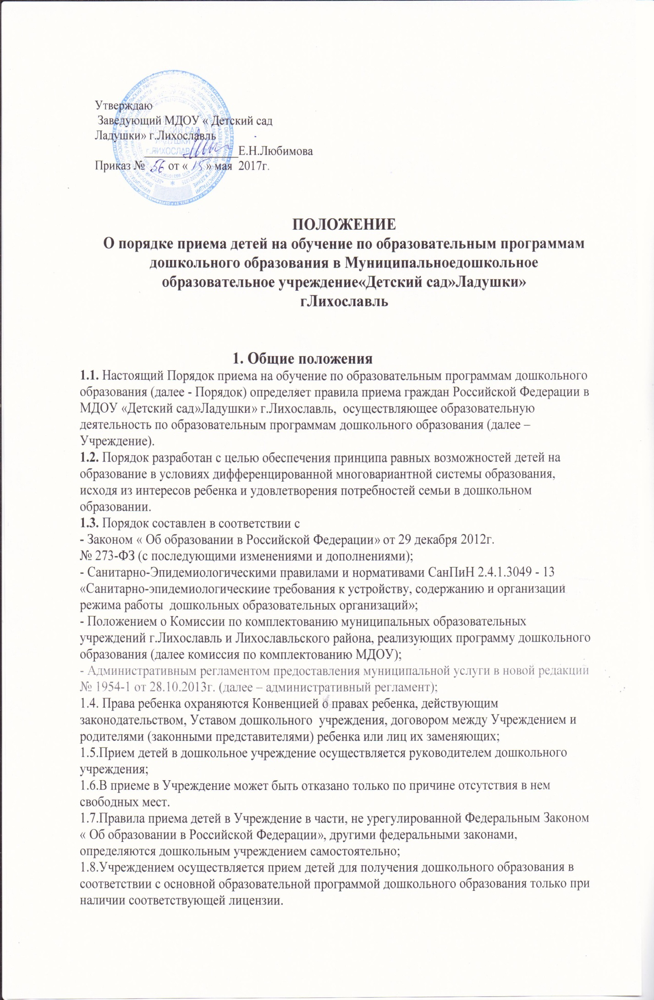 Утверждаю
Заведующий МДОУ « Детский сад
Ладушки» г.Лихославль
ДЕТСКИЙ САД
ЛАДУШКИ
г.ЛИХОСЛАВЛЬ
Е.Н.Любимова
Приказ № 56 от « 15 » мая 2017г.
ПОЛОЖЕНИЕ
О порядке приема детей на обучение по образовательным программам
дошкольного образования в Муниципальноедошкольное
образовательное учреждение«Детский сад»Ладушки»
гЛихославль
1. Общие положения
1.1. Настоящий Порядок приема на обучение по образовательным программам дошкольного
образования (далее - Порядок) определяет правила приема граждан Российской Федерации в
МДОУ «Детский сад»Ладушки» г.Лихославль, осуществляющее образовательную
деятельность по образовательным программам дошкольного образования (далее –
Учреждение).
1.2. Порядок разработан с целью обеспечения принципа равных возможностей детей на
образование в условиях дифференцированной многовариантной системы образования,
исходя из интересов ребенка и удовлетворения потребностей семьи в дошкольном
образовании.
1.3. Порядок составлен в соответствии с
- Законом « Об образовании в Российской Федерации» от 29 декабря 2012г.
№ 273-ФЗ (с последующими изменениями и дополнениями);
- Санитарно-Эпидемиологическими правилами и нормативами СанПиН 2.4.1.3049 - 13
«Санитарно-эпидемиологическиие требования к устройству, содержанию и организации
режима работы дошкольных образовательных организаций»;
- Положением о Комиссии по комплектованию муниципальных образовательных
учреждений г.Лихославль и Лихославльского района, реализующих программу дошкольного
образования (далее комиссия по комплектованию МДОУ);
- Административным регламентом предоставления муниципальной услуги в новой редакции
№ 1954-1 от 28.10.2013г. (далее – административный регламент);
1.4. Права ребенка охраняются Конвенцией о правах ребенка, действующим
законодательством, Уставом дошкольного учреждения, договором между Учреждением и
родителями (законными представителями) ребенка или лиц их заменяющих;
1.5.Прием детей в дошкольное учреждение осуществляется руководителем дошкольного
учреждения;
1.6.В приеме в Учреждение может быть отказано только по причине отсутствия в нем
свободных мест.
1.7.Правила приема детей в Учреждение в части, не урегулированной Федеральным Законом
« Об образовании в Российской Федерации», другими федеральными законами,
определяются дошкольным учреждением самостоятельно;
1.8.Учреждением осуществляется прием детей для получения дошкольного образования в
соответствии с основной образовательной программой дошкольного образования только при
наличии соответствующей лицензии.